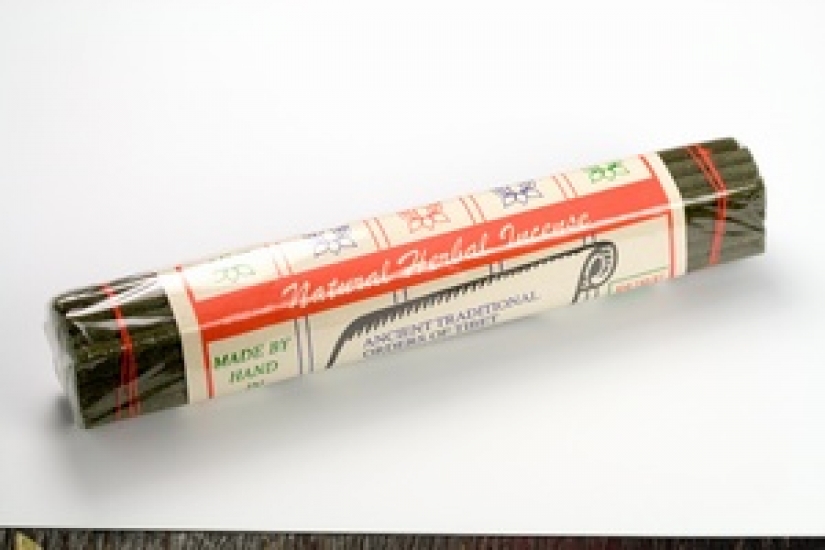 Natural Herbal Incense
ANCIENT TRADITIONAL
ORDERS OF TIBET
MADE BY
HAND